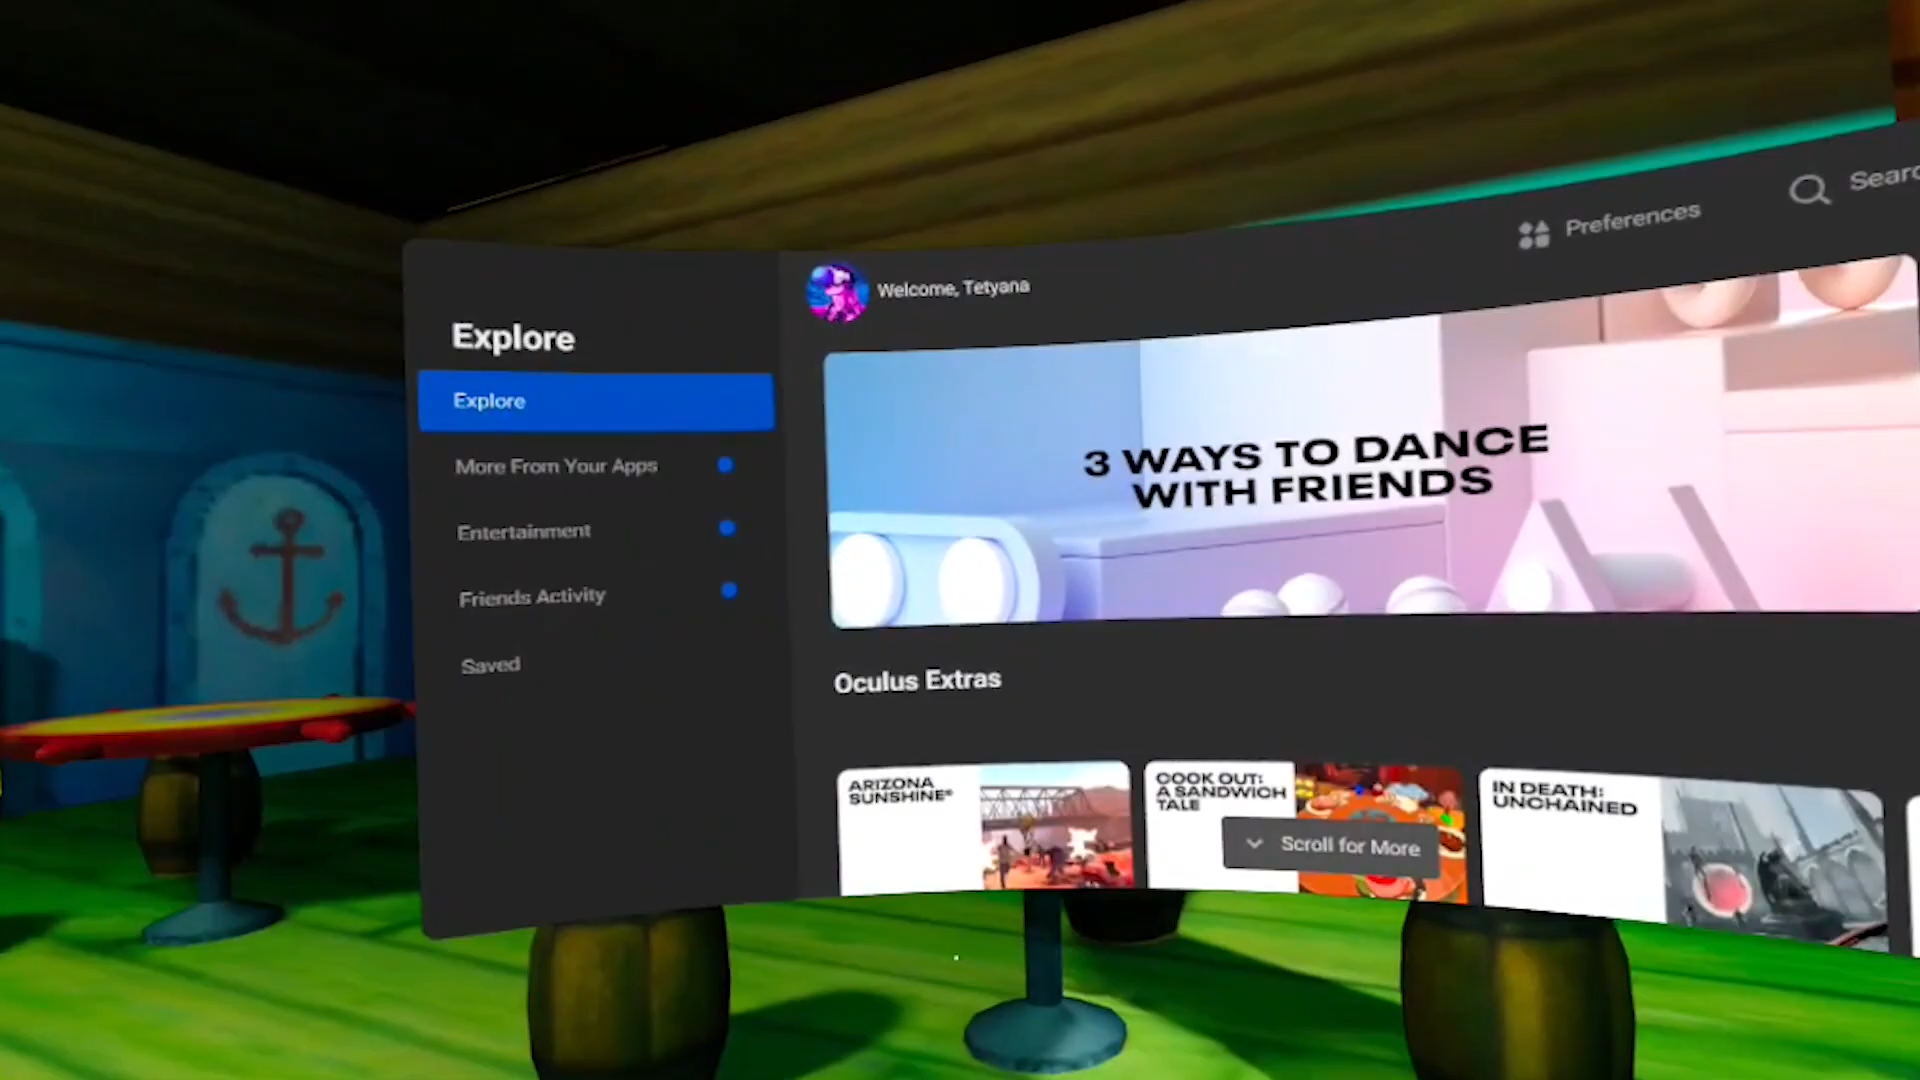 Preferences
Welcome, Tetyana
Explore
Explore
More From Your Apps
Entertainment
Friends Activity
Saved
3 WAYS TO DANCE
WITH FRIENDS
Oculus Extras
ARIZONA
SUNSHINE®
COOK OUT:
A SANDWICH
TALE
IN DEATH:
UNCHAINED
Scroll for More